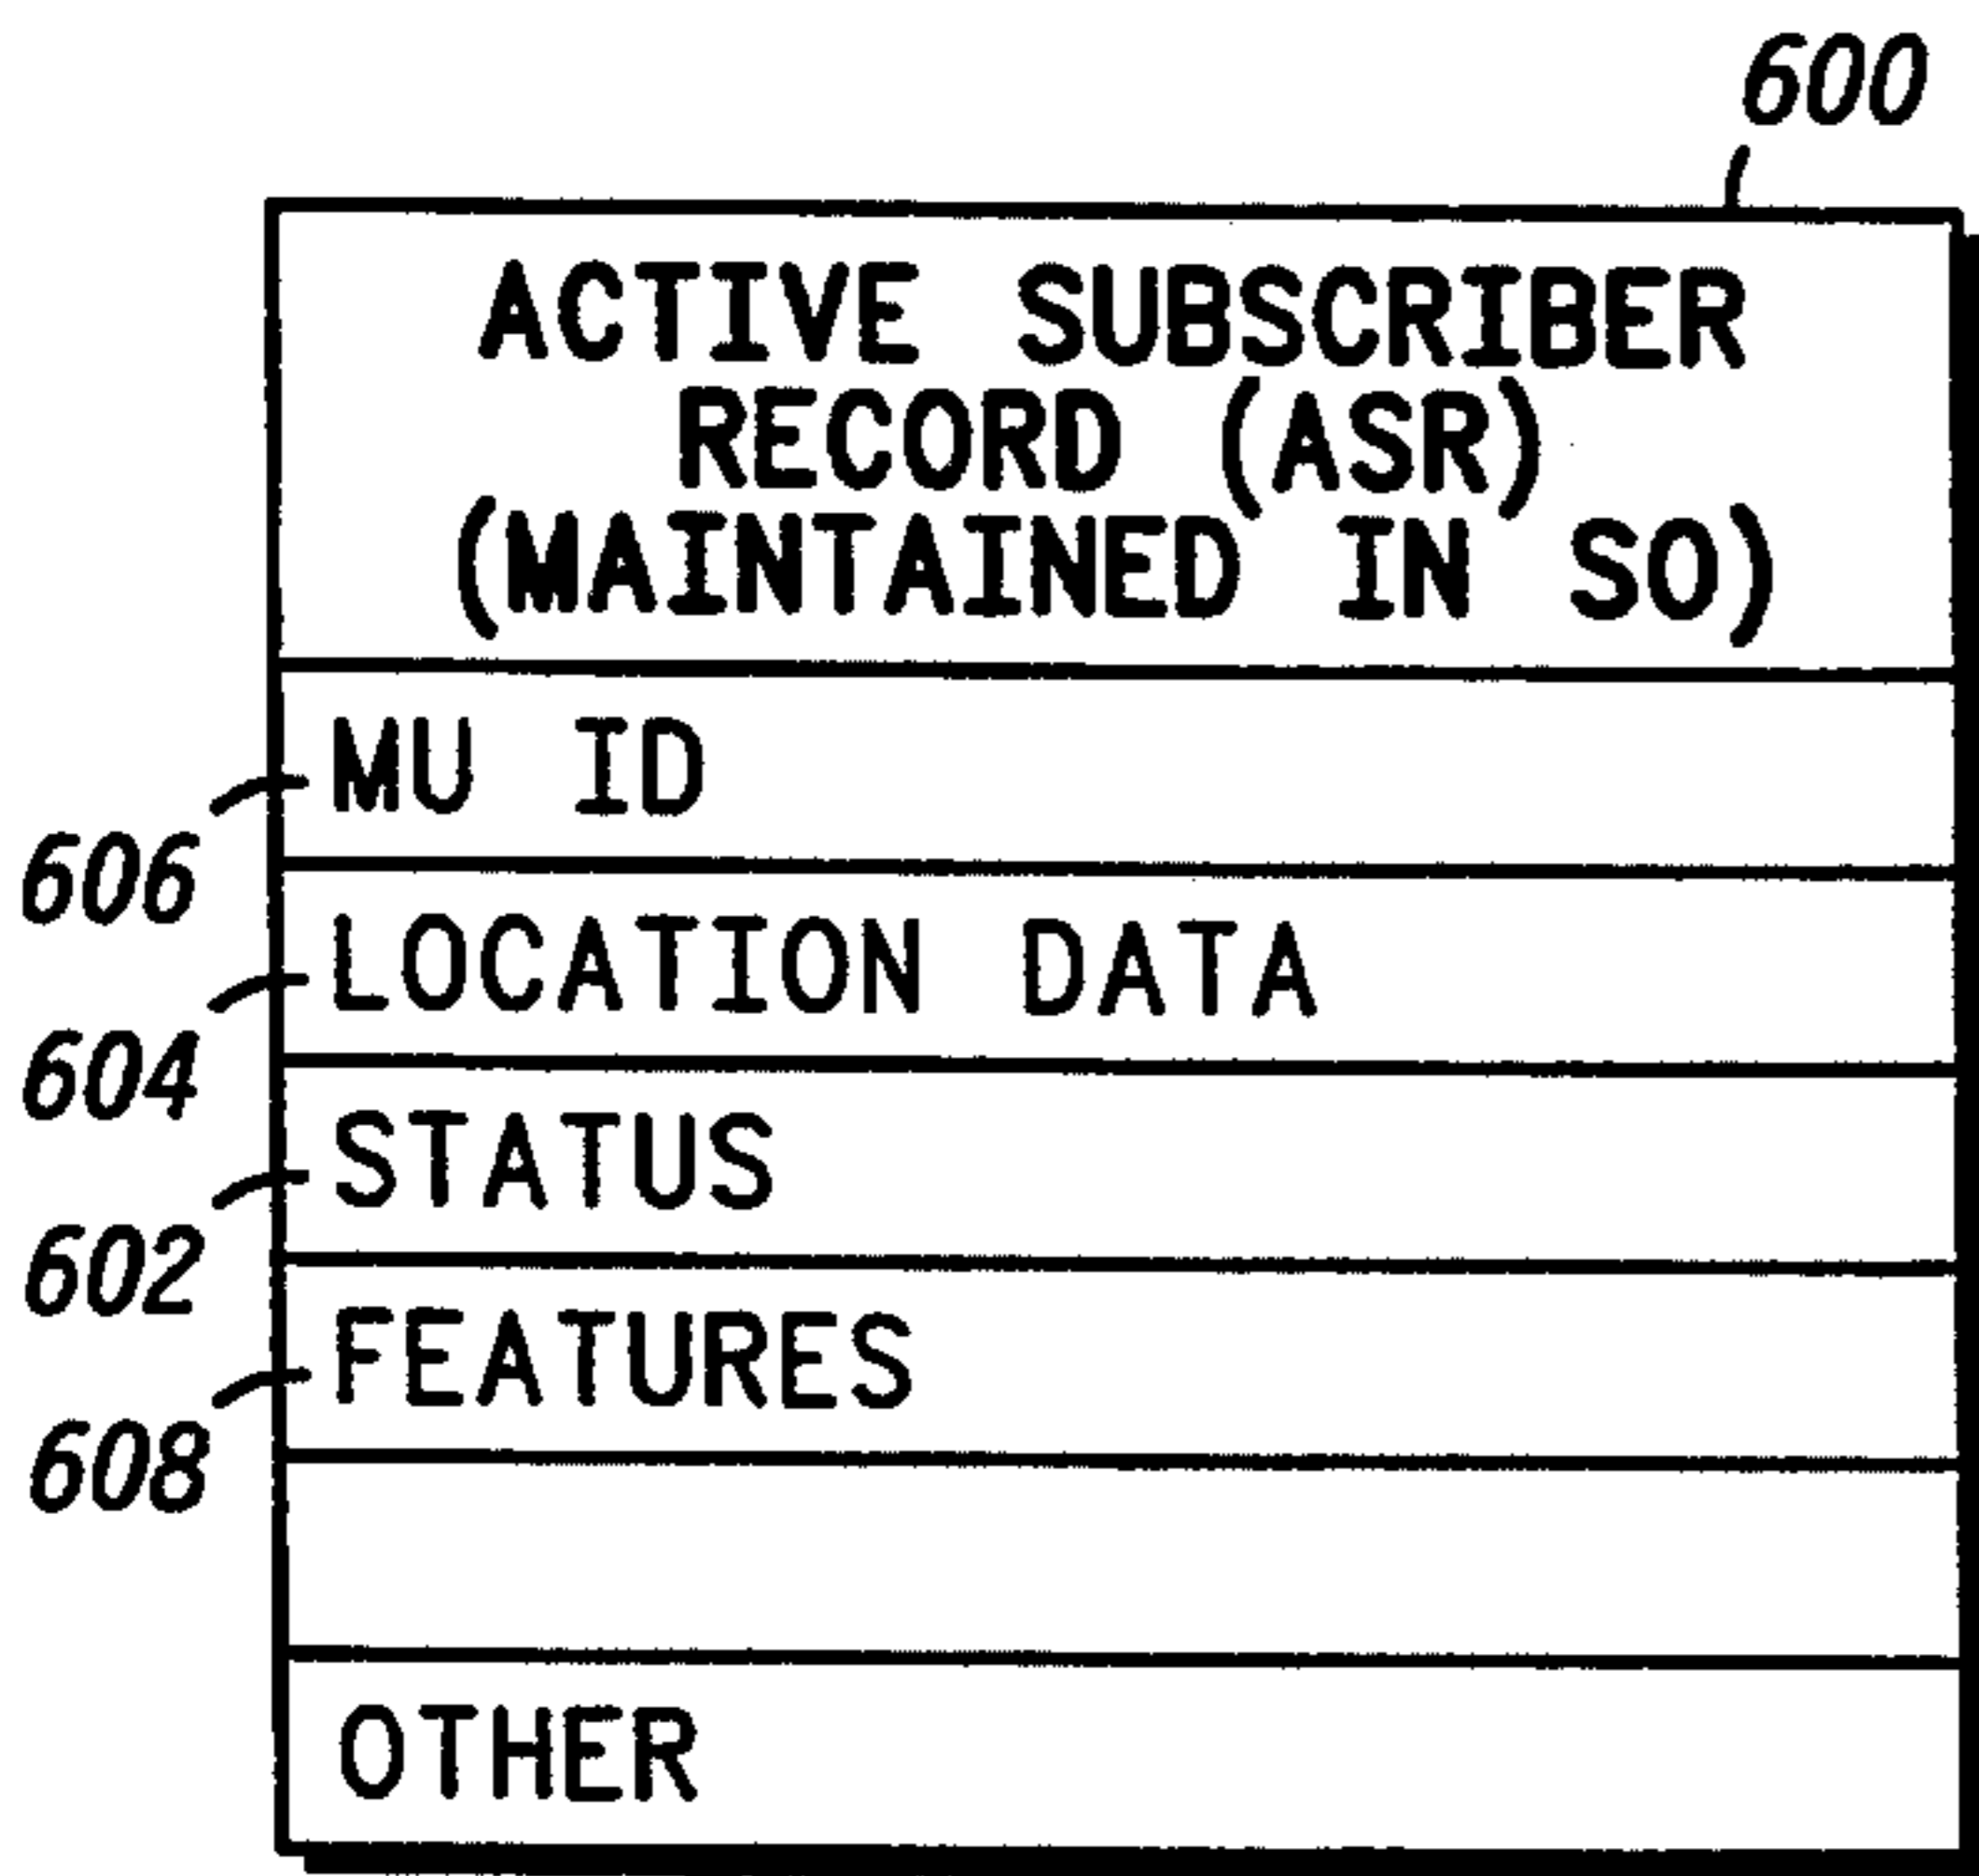 600
ACTIVE SUBSCRIBER
RECORD (ASR)
(MAINTAINED IN SO)
MU ID
606
LOCATION DATA
604
STATUS
602
FEATURES
608
OTHER